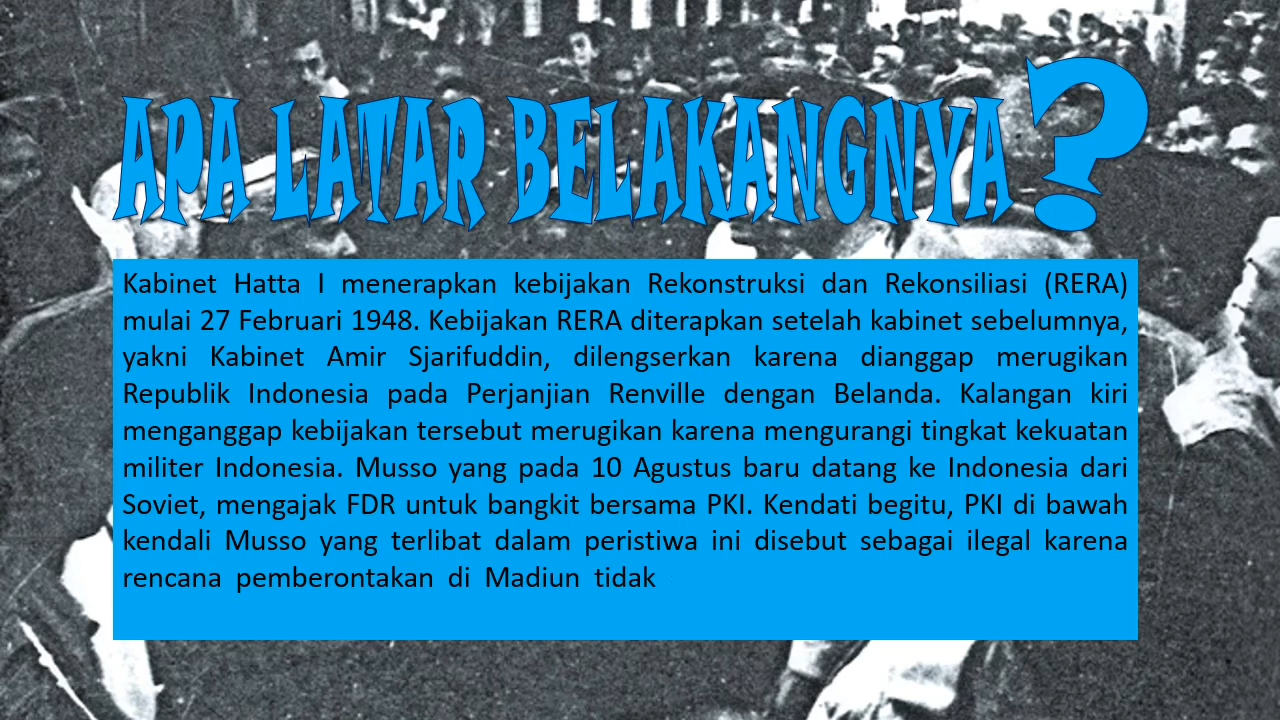 APA LATAR BELAKANGNYA?
Kabinet Hatta I menerapkan kebijakan Rekonstruksi dan Rekonsiliasi (RERA)
mulai 27 Februari 1948. Kebijakan RERA diterapkan setelah kabinet sebelumnya,
yakni Kabinet Amir Sjarifuddin, dilengserkan karena dianggap merugikan
Republik Indonesia pada Perjanjian Renville dengan Belanda. Kalangan kiri
menganggap kebijakan tersebut merugikan karena mengurangi tingkat kekuatan
militer Indonesia. Musso yang pada 10 Agustus baru datang ke Indonesia dari
Soviet, mengajak FDR untuk bangkit bersama PKI. Kendati begitu, PKI di bawah
kendali Musso yang terlibat dalam peristiwa ini disebut sebagai ilegal karena
rencana pemberontakan di Madiun tidak